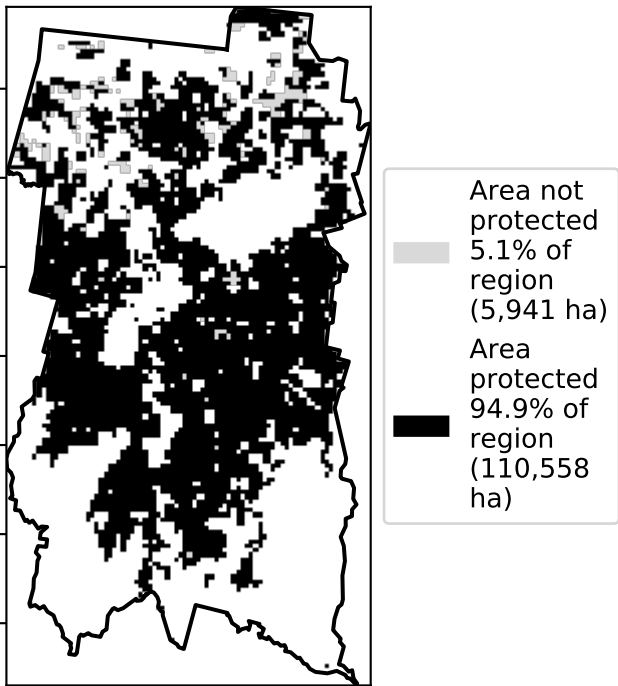 Area not
protected
5.1% of
region
(5,941 ha)
Area
protected
94.9% of
region
(110,558
ha)